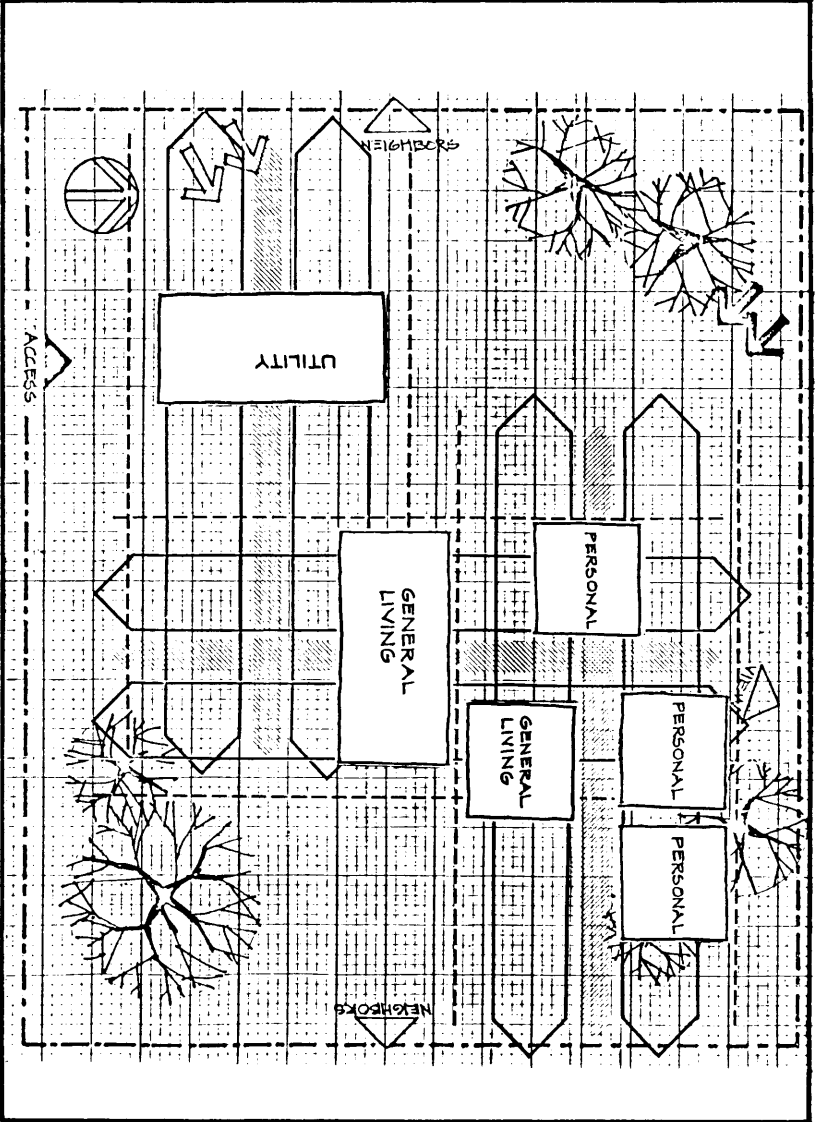 NEIGHBORS
ACCESS
UTILITY
PERSONAL
GENERAL
LIVING
PERSONAL
GENERAL
LIVING
PERSONAL
NEIGHBORS